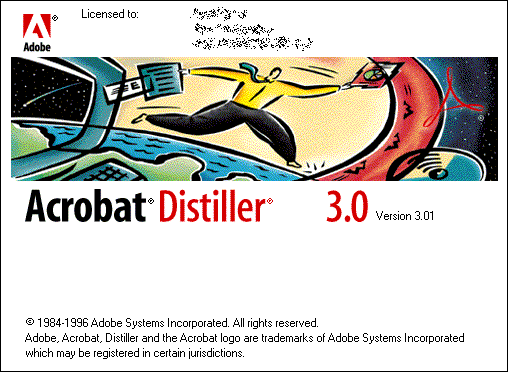 Adobe
Licensed to:
E
Acrobat® Distiller® 3.0 Version 3.01
© 1984-1996 Adobe Systems Incorporated. All rights reserved.
Adobe, Acrobat, Distiller and the Acrobat logo are trademarks of Adobe Systems Incorporated
which may be registered in certain jurisdictions.